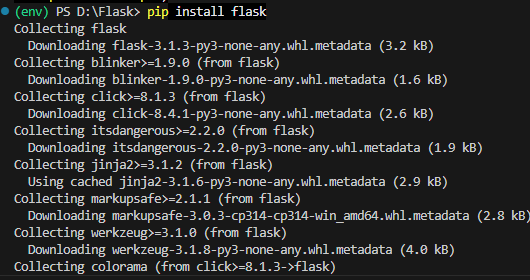 (env) PS D:\Flask> pip install flask
Collecting flask
Downloading flask-3.1.3-py3-none-any.whl.metadata (3.2 kB)
Collecting blinker>=1.9.0 (from flask)
Downloading blinker-1.9.0-py3-none-any.whl.metadata (1.6 kB)
Collecting click>=8.1.3 (from flask)
Downloading click-8.4.1-py3-none-any.whl.metadata (2.6 kB)
Collecting itsdangerous>=2.2.0 (from flask)
Downloading itsdangerous-2.2.0-py3-none-any.whl.metadata (1.9 kB)
Collecting jinja2>=3.1.2 (from flask)
Using cached jinja2-3.1.6-py3-none-any.whl.metadata (2.9 kB)
Collecting markupsafe>=2.1.1 (from flask)
Downloading markupsafe-3.0.3-cp314-cp314-win_amd64.whl.metadata (2.8 kB)
Collecting werkzeug>=3.1.0 (from flask)
Downloading werkzeug-3.1.8-py3-none-any.whl.metadata (4.0 kB)
Collecting colorama (from click>=8.1.3->flask)